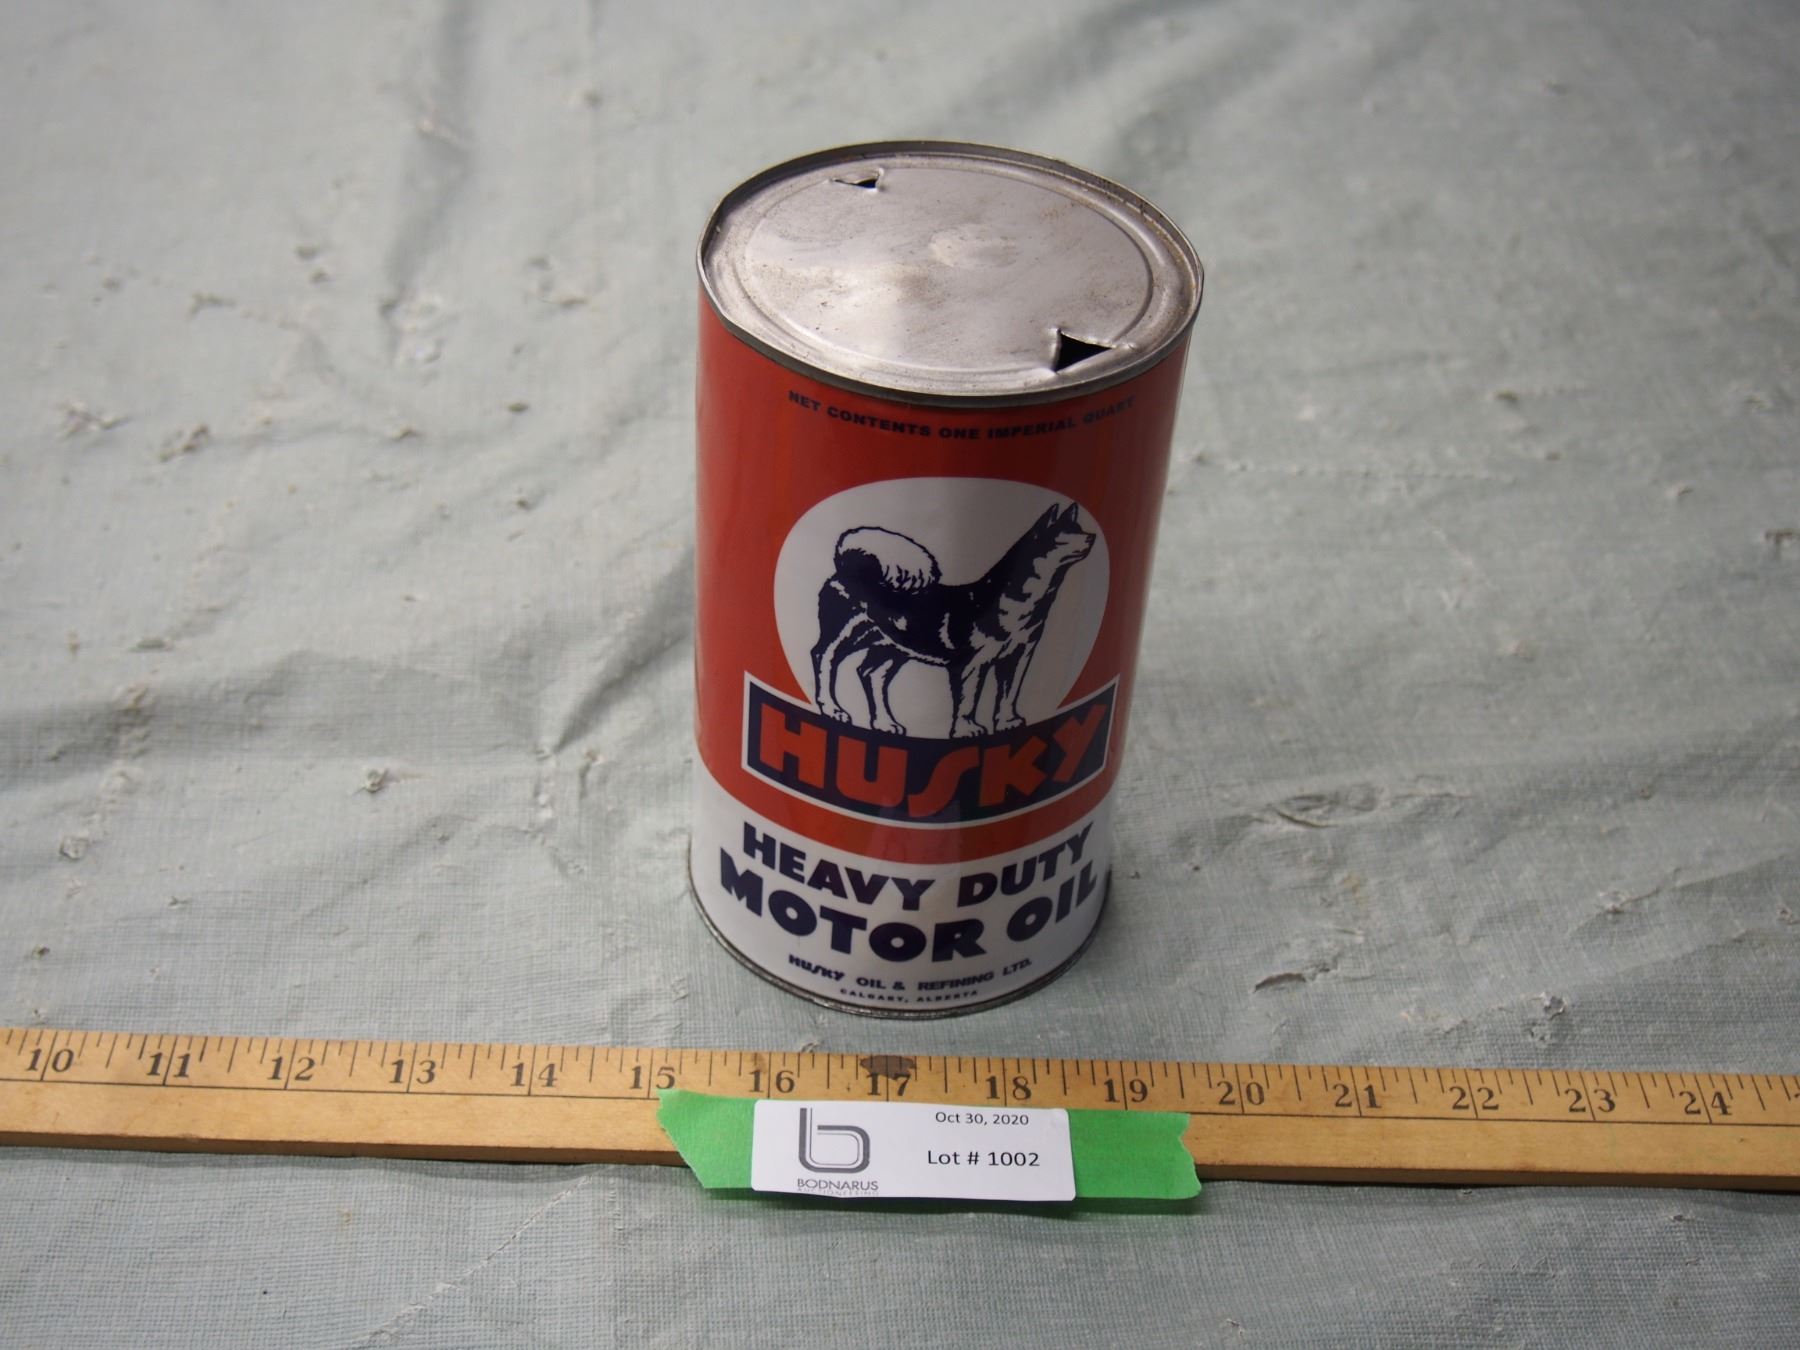 NET CONTENTS ONE IMPERIAL QUART
HUSKY
HEAVY DUTY
MOTOR OIL
HUSKY OIL & REFINING LTD.
CALGARY, ALBERTA
10 11 12 13 14 15 16 17 18 19 20 21 22 23 24
Oct 30, 2020
Lot # 1002
BODNARUS
AUCTIONEERING